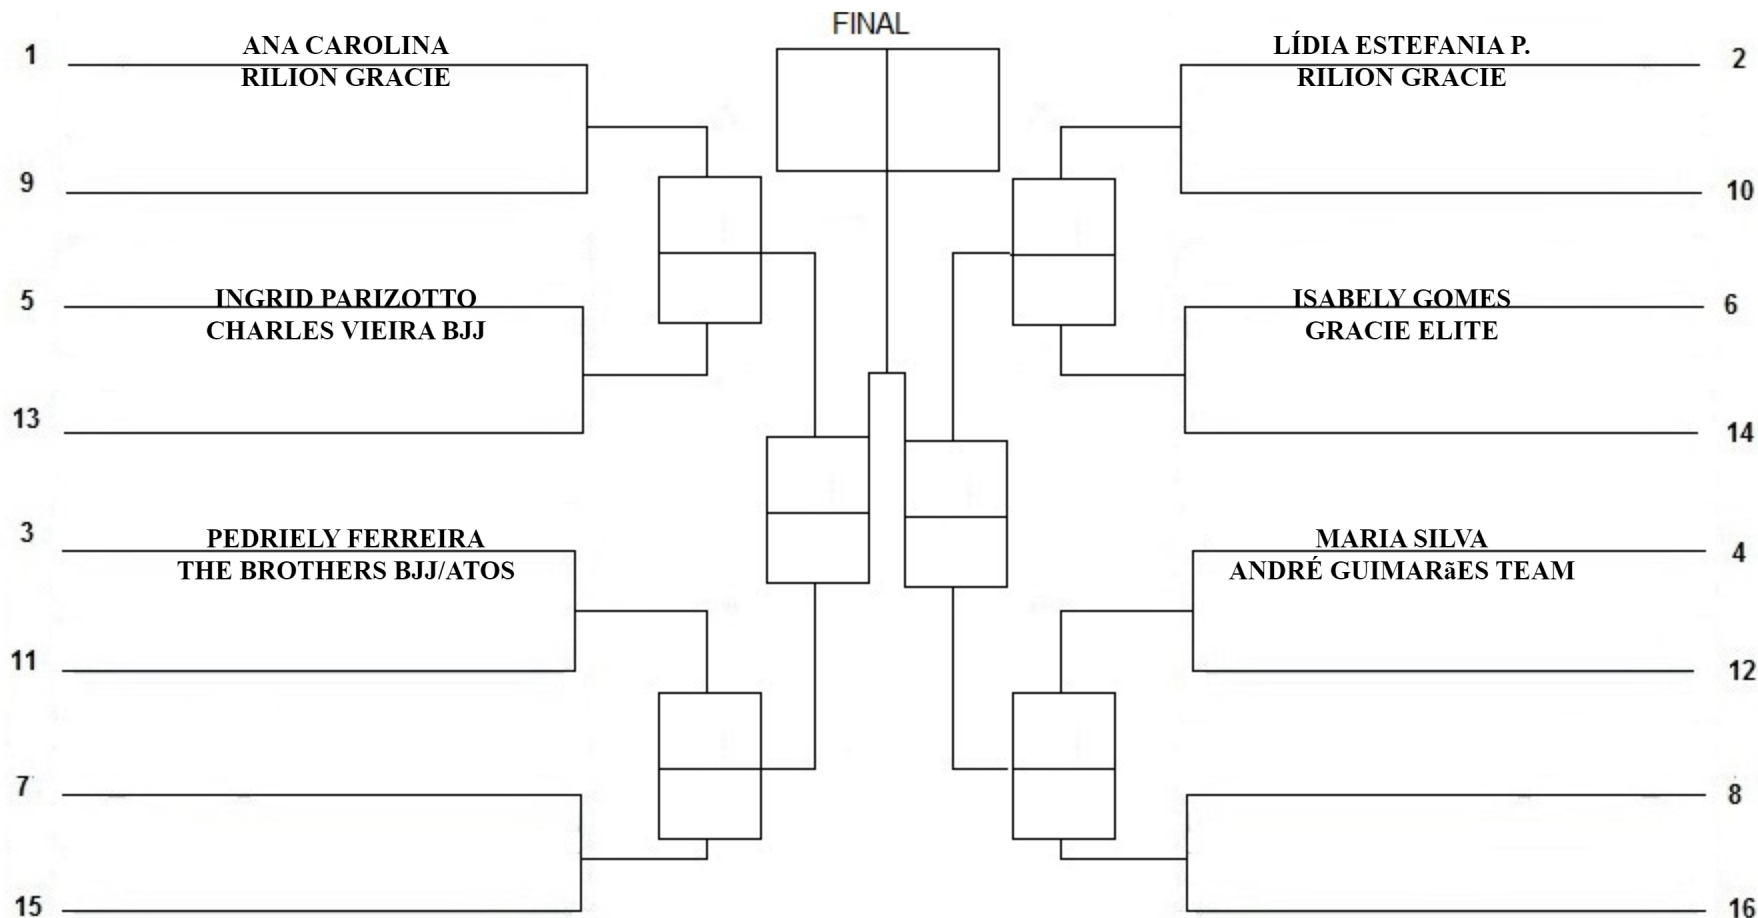 FINAL
1
ANA CAROLINA
RILION GRACIE
9
5
INGRID PARIZOTTO
CHARLES VIEIRA BJJ
13
3
PEDRIELY FERREIRA
THE BROTHERS BJJ/ATOS
11
7
15
LÍDIA ESTEFANIA P.
RILION GRACIE
2
10
ISABELY GOMES
GRACIE ELITE
6
14
MARIA SILVA
ANDRÉ GUIMARãES TEAM
4
12
8
16